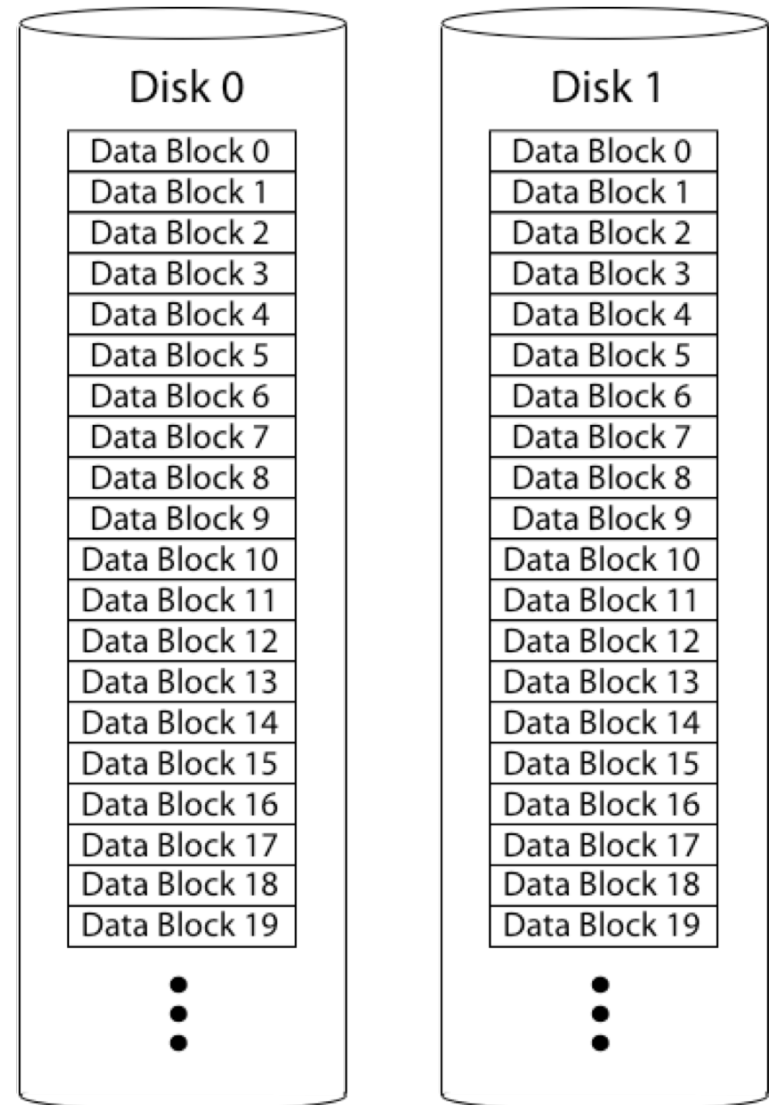 Disk 0
Data Block 0
Data Block 1
Data Block 2
Data Block 3
Data Block 4
Data Block 5
Data Block 6
Data Block 7
Data Block 8
Data Block 9
Data Block 10
Data Block 11
Data Block 12
Data Block 13
Data Block 14
Data Block 15
Data Block 16
Data Block 17
Data Block 18
Data Block 19
Disk 1
Data Block 0
Data Block 1
Data Block 2
Data Block 3
Data Block 4
Data Block 5
Data Block 6
Data Block 7
Data Block 8
Data Block 9
Data Block 10
Data Block 11
Data Block 12
Data Block 13
Data Block 14
Data Block 15
Data Block 16
Data Block 17
Data Block 18
Data Block 19